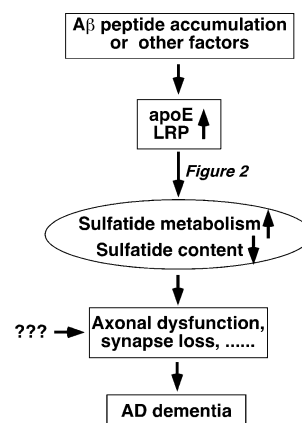 Aβ peptide accumulation
or other factors
apoE
LRP
Figure 2
Sulfatide metabolism
Sulfatide content
???
Axonal dysfunction,
synapse loss, ......
AD dementia